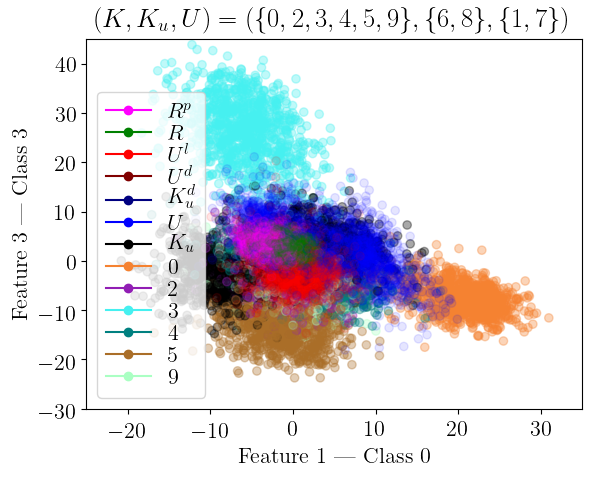 (K, K_u, U) = ({0, 2, 3, 4, 5, 9}, {6, 8}, {1, 7})
Feature 3 — Class 3
40
30
20
10
0
−10
−20
−30
R^p
R
U^l
U^d
K_u^d
U
K_u
0
2
3
4
5
9
−20 −10 0 10 20 30
Feature 1 — Class 0